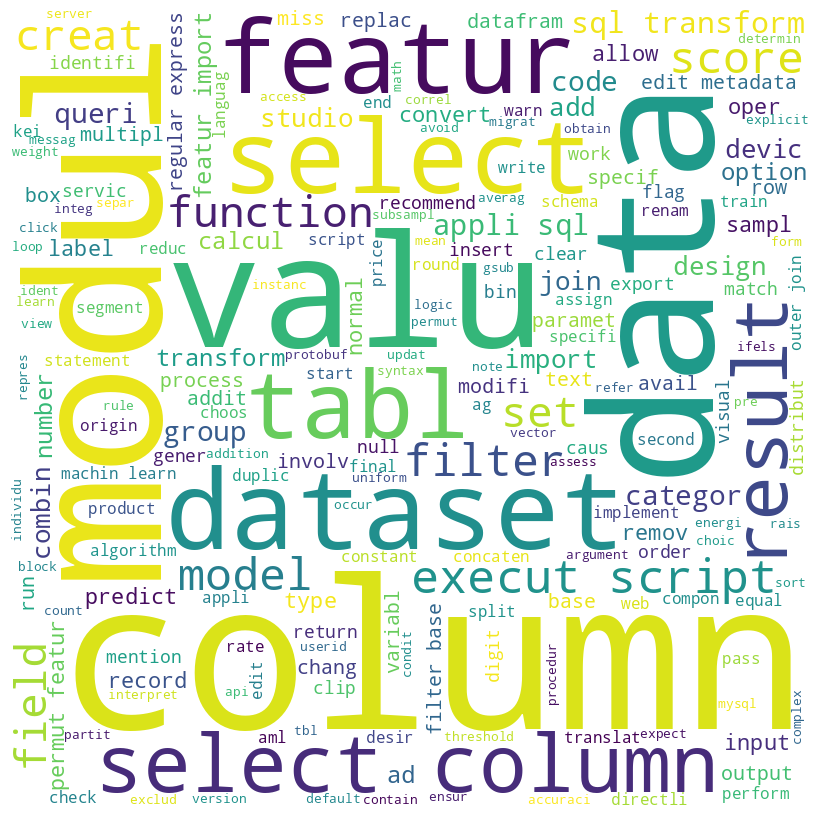 server
miss
replac
datafram
sql transform
creat
featur
score
determin
identifi
regular express
featur import
languag
math
allow
code
edit metadata
access
correl
end
convert
warn
add
oper
explicit
modul
queri
kei
messag
multipl
weight
studio
avoid
migrat
obtain
data
devic
select
write
work
specif
option
box
servic
integ
separ
function
recommend
averag
schema
flag
row
renam
train
click
label
subsampl
appli sql
sampl
form
loop
reduc
calcul
script
price
mean
insert
clear
join
design
outer join
ident
learn
valu
round
gsub
bin
export
assign
match
segment
instanc
normal
logic
permut
paramet
specifi
result
ifels
view
statement
transform
protobuf
updat
note
import
repres
process
start
syntax
modifi
text
refer
avail
visual
pre
rule
addit
choos
tabl
ag
set
number
origin
group
null
vector
second
distribut
combin
gener
addition
involv
final
filter
caus
assess
machin learn
duplic
uniform
dataset
categor
individu
product
occur
implement
remov
energi
rais
algorithm
order
choic
block
model
constant
concaten
argument
execut script
sort
run
predict
appli
type
base
web
compon
equal
count
column
field
permut featur
mention
rate
return
userid
variabl
condit
filter base
split
digit
procedur
pass
record
edit
chang
interpret
api
clip
mysql
complex
partit
aml
tbl
desir
threshold
translat
expect
input
select column
ad
output
check
exclud
version
default
contain
ensur
accuraci
directli
perform